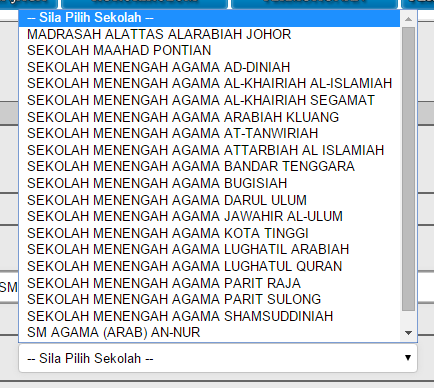 -- Sila Pilih Sekolah --
MADRASAH ALATTAS ALARABIAH JOHOR
SEKOLAH MAAHAD PONTIAN
SEKOLAH MENENGAH AGAMA AD-DINIAH
SEKOLAH MENENGAH AGAMA AL-KHAIRIAH AL-ISLAMIAH
SEKOLAH MENENGAH AGAMA AL-KHAIRIAH SEGAMAT
SEKOLAH MENENGAH AGAMA ARABIAH KLUANG
SEKOLAH MENENGAH AGAMA AT-TANWIRIAH
SEKOLAH MENENGAH AGAMA ATTARBIAH AL ISLAMIAH
SEKOLAH MENENGAH AGAMA BANDAR TENGGARA
SEKOLAH MENENGAH AGAMA BUGISIAH
SEKOLAH MENENGAH AGAMA DARUL ULUM
SEKOLAH MENENGAH AGAMA JAWAHIR AL-ULUM
SEKOLAH MENENGAH AGAMA KOTA TINGGI
SEKOLAH MENENGAH AGAMA LUGHATIL ARABIAH
SEKOLAH MENENGAH AGAMA LUGHATUL QURAN
SEKOLAH MENENGAH AGAMA PARIT RAJA
SM
SEKOLAH MENENGAH AGAMA PARIT SULONG
SEKOLAH MENENGAH AGAMA SHAMSUDDINIAH
SM AGAMA (ARAB) AN-NUR
-- Sila Pilih Sekolah --